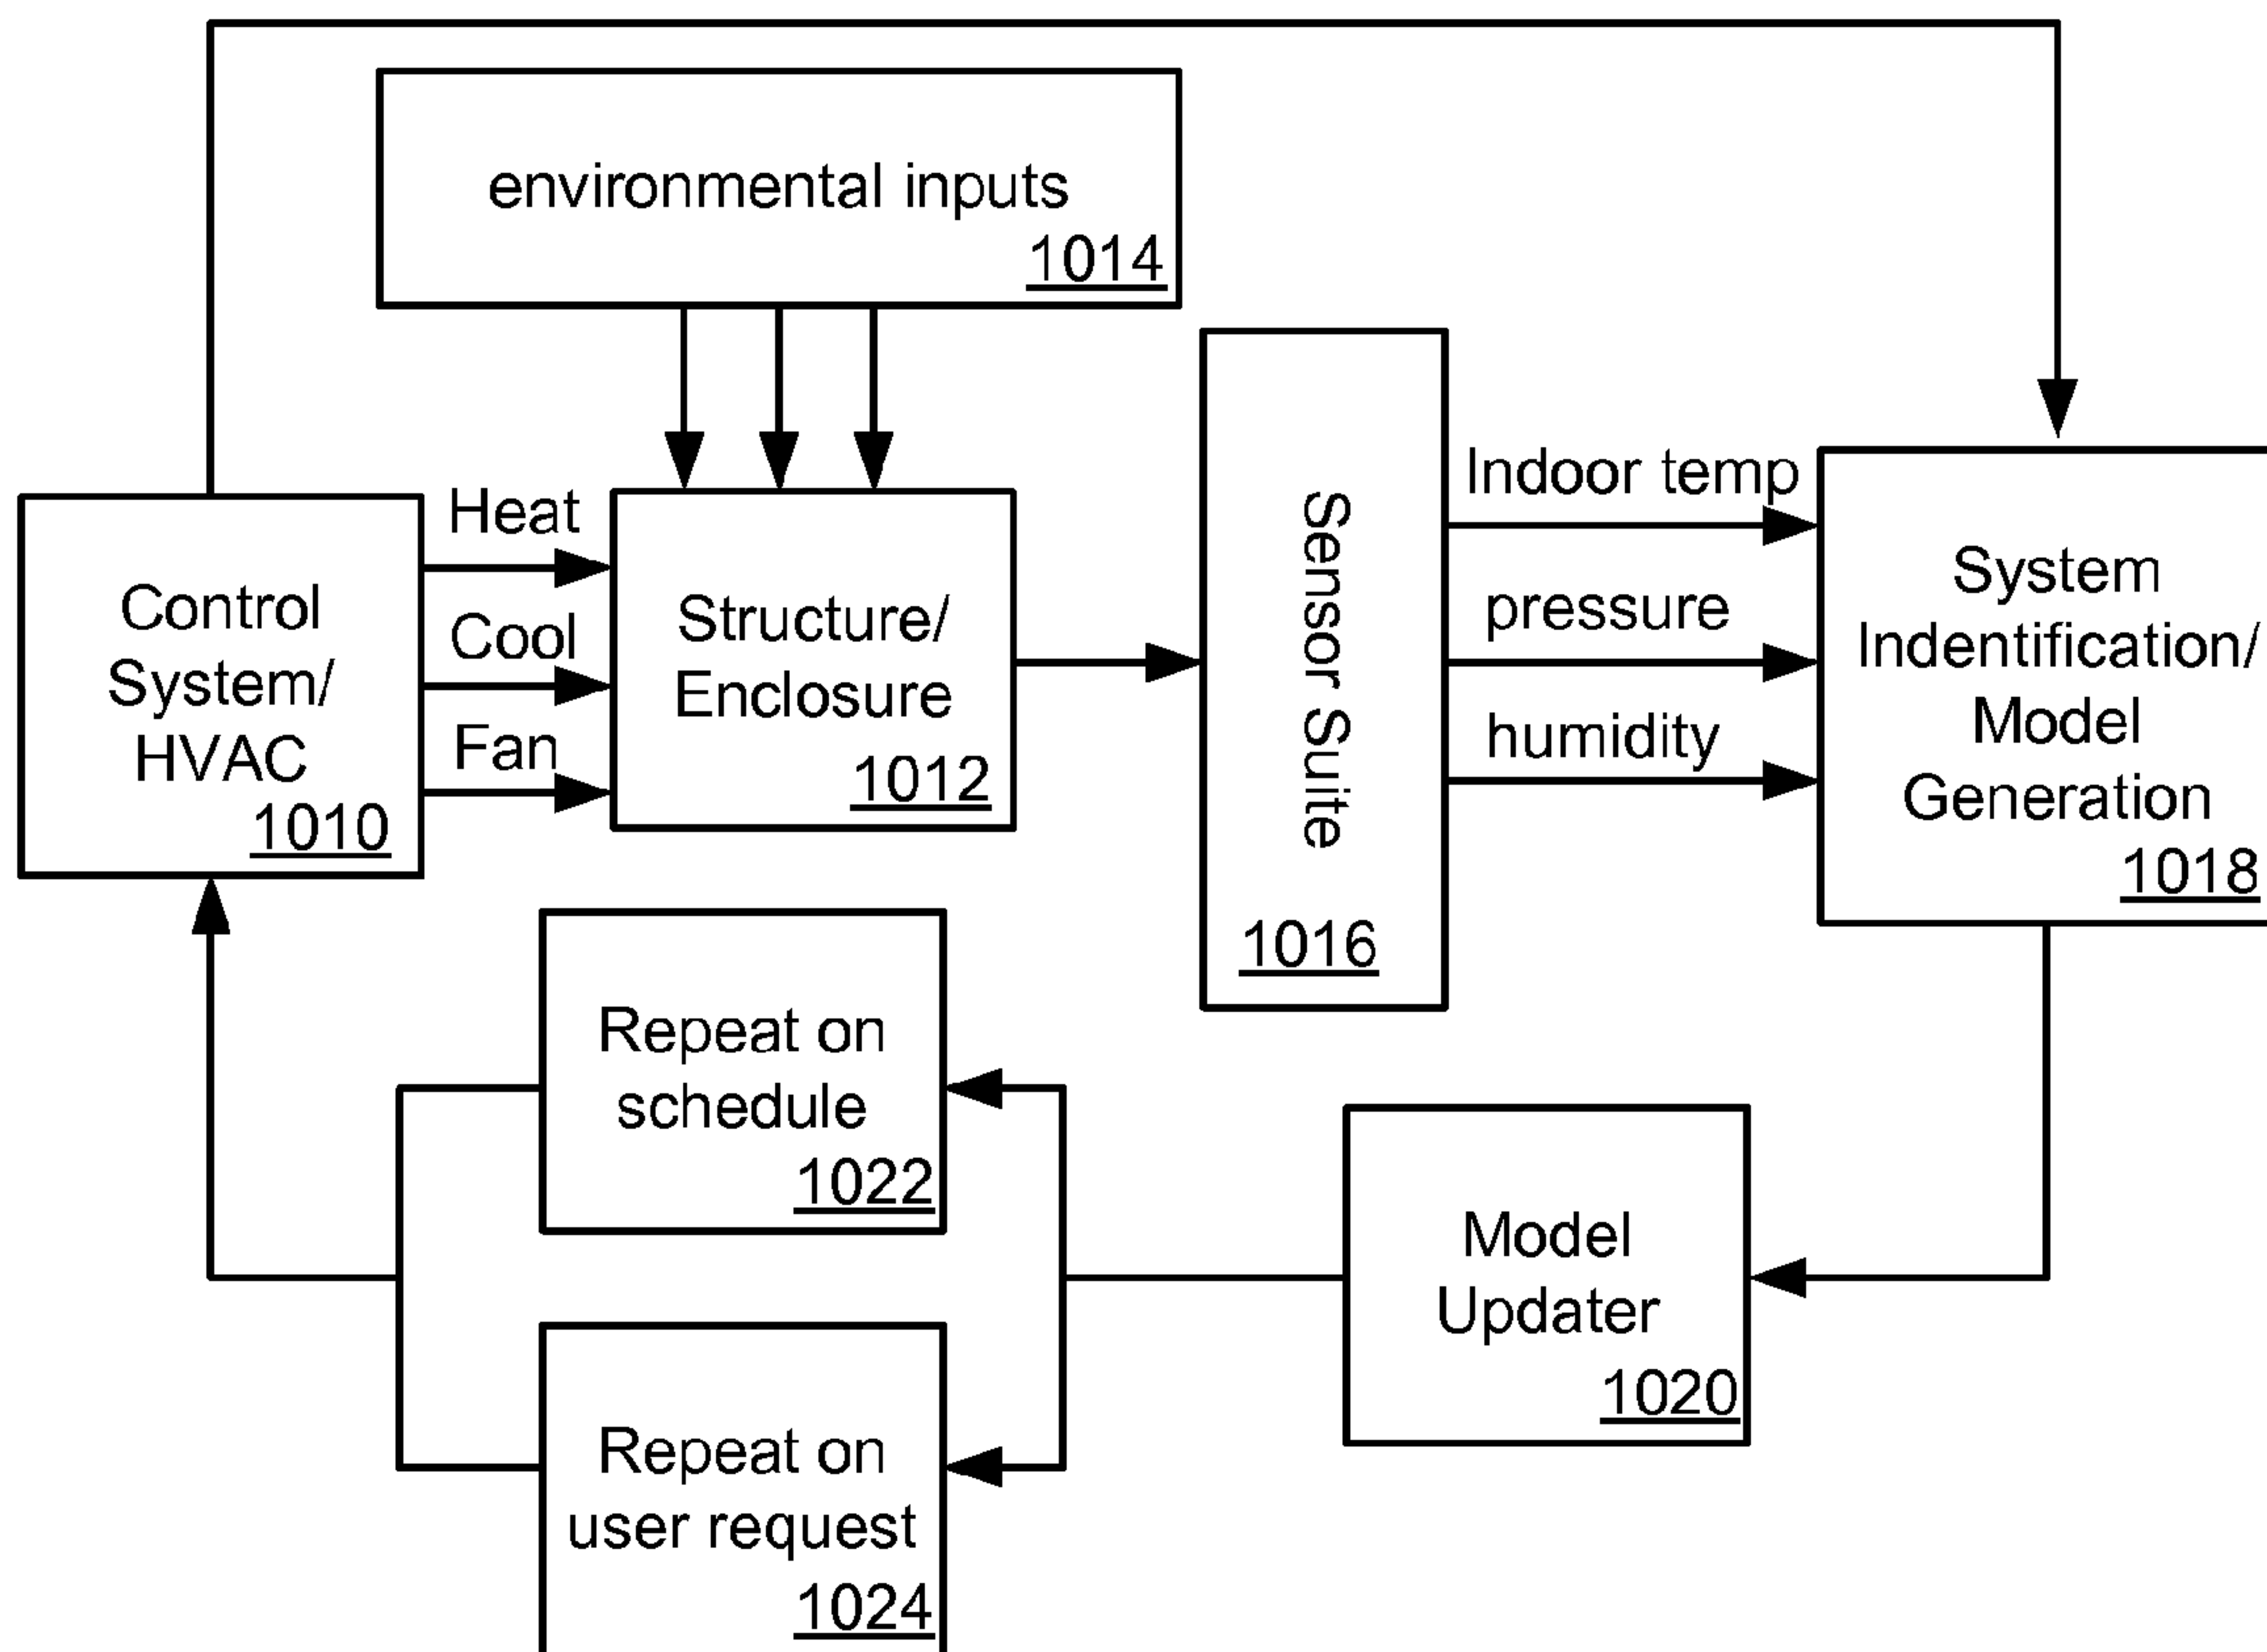 environmental inputs
1014
Control
System/
HVAC
1010
Heat
Cool
Fan
Structure/
Enclosure
1012
Sensor Suite
1016
Indoor temp
pressure
humidity
System
Indentification/
Model
Generation
1018
Repeat on
schedule
1022
Model
Updater
1020
Repeat on
user request
1024